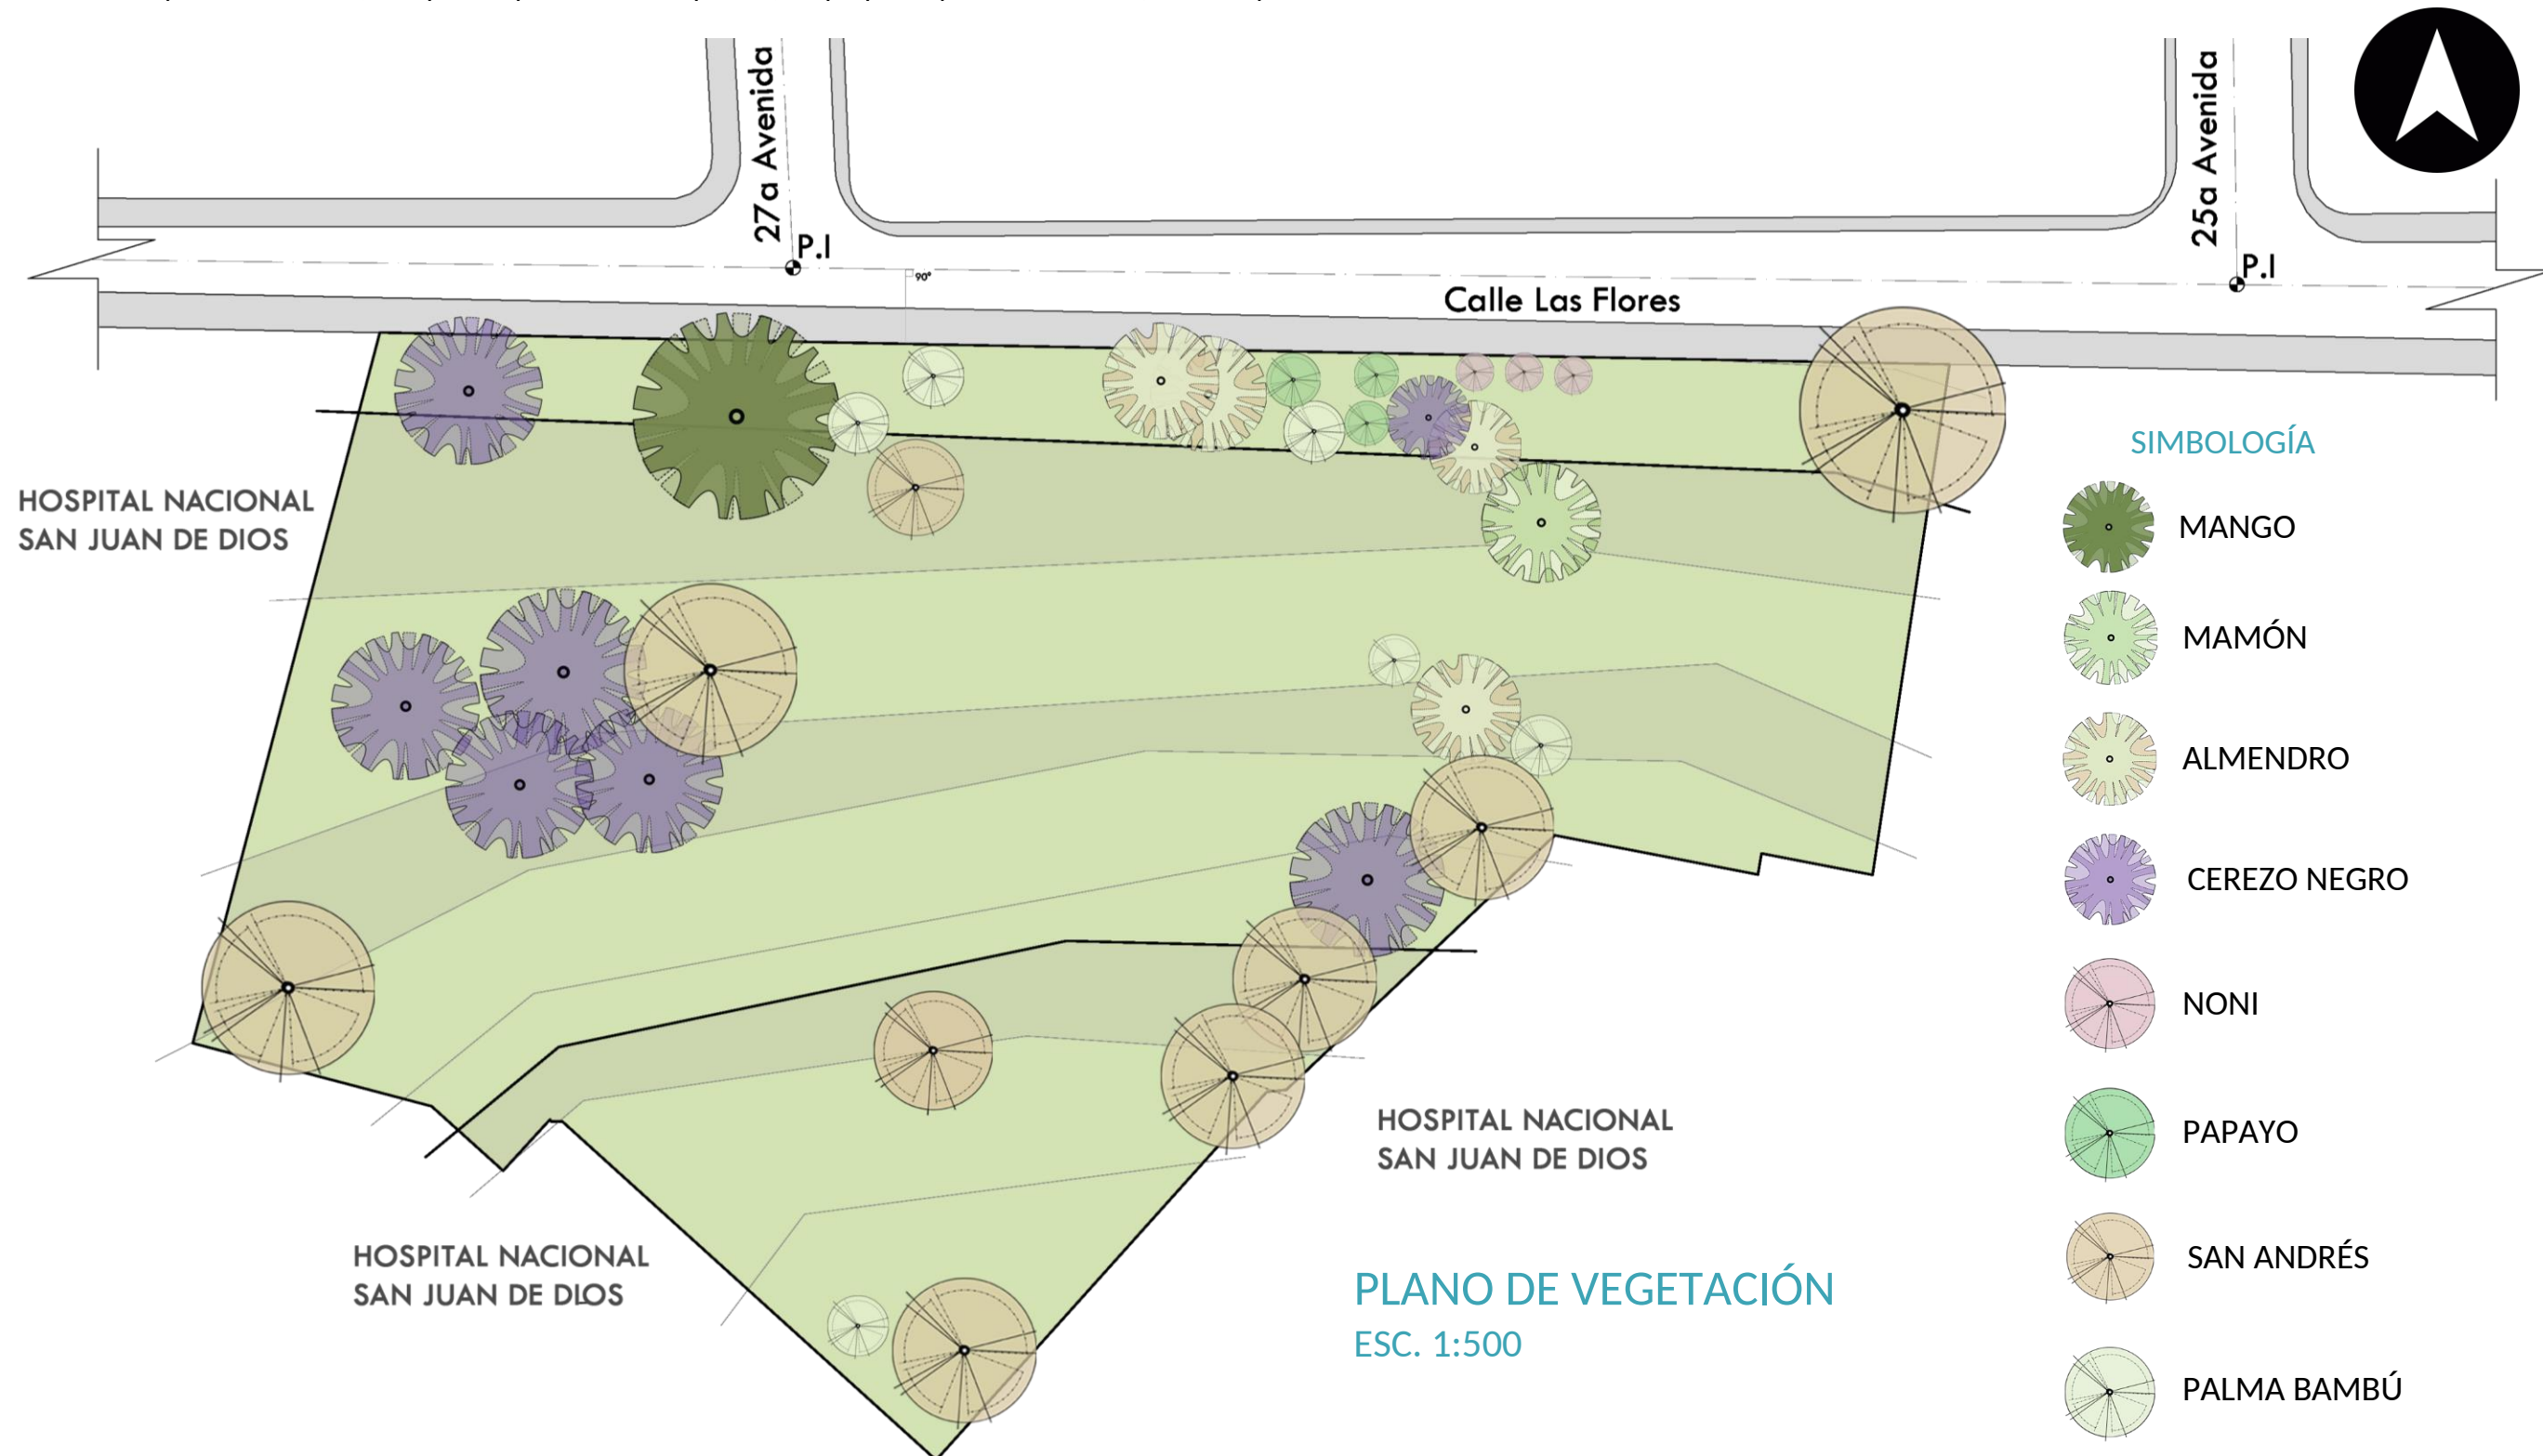 27a Avenida
25a Avenida
P.I
P.I
90°
Calle Las Flores
SIMBOLOGÍA
HOSPITAL NACIONAL
SAN JUAN DE DIOS
MANGO
MAMÓN
ALMENDRO
CEREZO NEGRO
NONI
PAPAYO
SAN ANDRÉS
PALMA BAMBÚ
HOSPITAL NACIONAL
SAN JUAN DE DIOS
HOSPITAL NACIONAL
SAN JUAN DE DIOS
PLANO DE VEGETACIÓN
ESC. 1:500